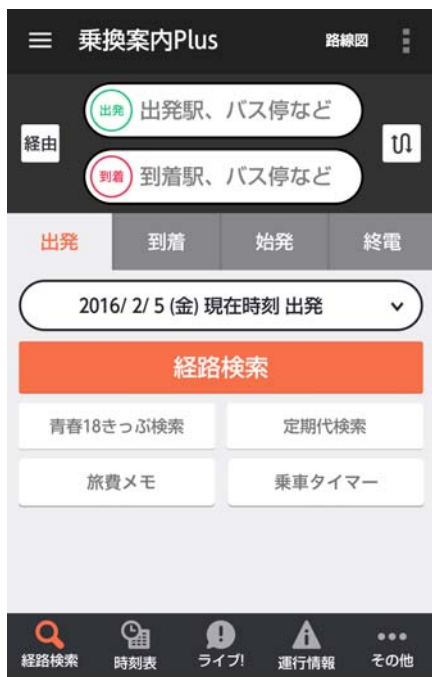 乗換案内Plus 路線図
出発 出発駅、バス停など
経由
到着 到着駅、バス停など
出発 到着 始発 終電
2016/ 2/ 5 (金) 現在時刻 出発
経路検索
青春18きっぷ検索 定期代検索
旅費メモ 乗車タイマー
経路検索 時刻表 ライブ! 運行情報 その他